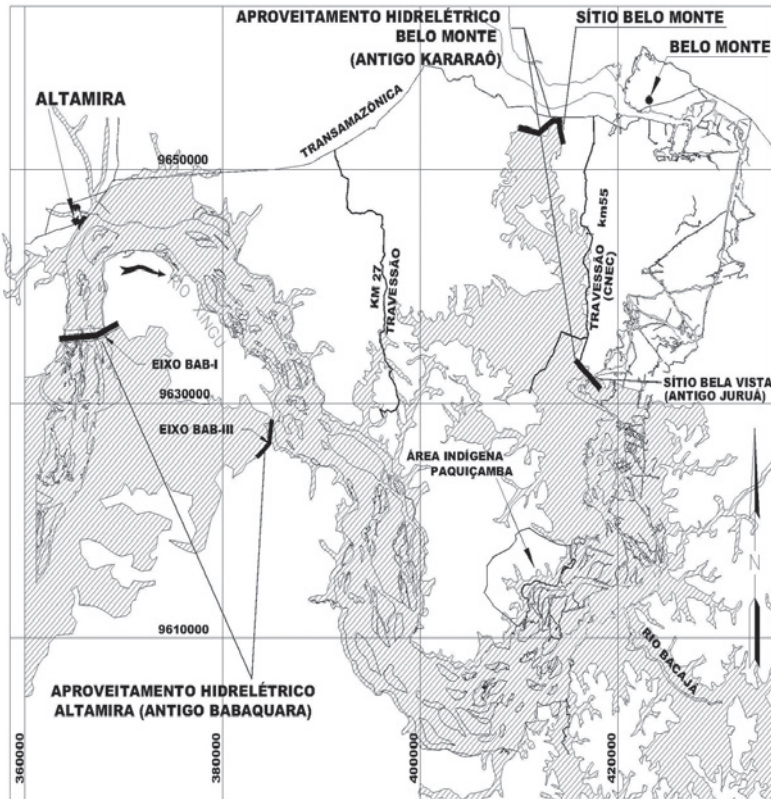 APROVEITAMENTO HIDRELÉTRICO
BELO MONTE
(ANTIGO KARARAÔ)
SÍTIO BELO MONTE
BELO MONTE
ALTAMIRA
TRANSAMAZÔNICA
9650000
KM 27
TRAVESSÃO
km55
TRAVESSÃO
(CNEC)
RIO XINGU
EIXO BAB-I
9630000
SÍTIO BELA VISTA
(ANTIGO JURUÁ)
EIXO BAB-III
ÁREA INDÍGENA
PAQUIÇAMBA
N
9610000
RIO BACAJÁ
APROVEITAMENTO HIDRELÉTRICO
ALTAMIRA (ANTIGO BABAQUARA)
360000
380000
400000
420000